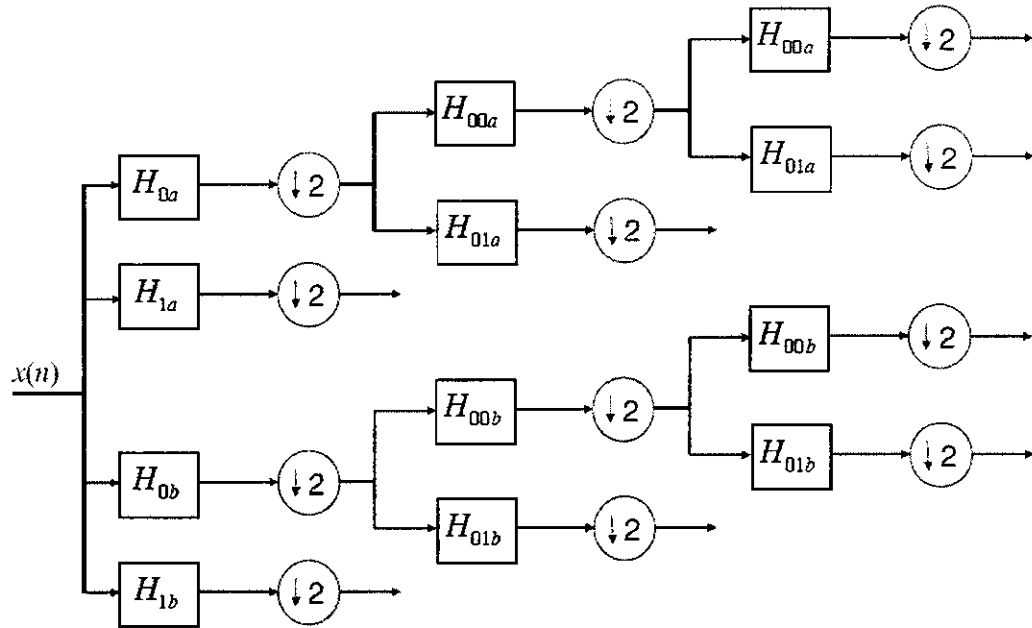 H₀₀ₐ ↓2
H₀₀ₐ ↓2
H₀ₐ ↓2 H₀₁ₐ ↓2
H₀₁ₐ ↓2
H₁ₐ ↓2
H₀₀b ↓2
x(n)
H₀₀b ↓2
H₀b ↓2 H₀₁b ↓2
H₀₁b ↓2
H₁b ↓2